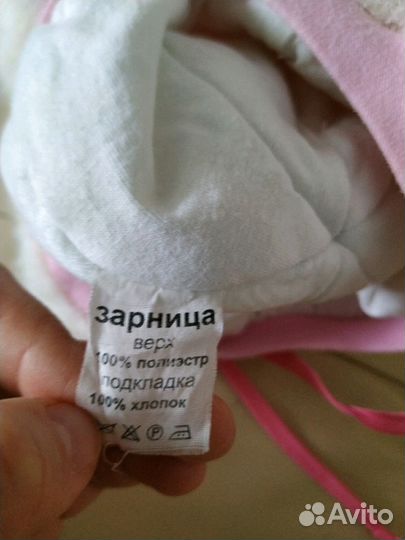 зарница
верх
100% полиэстр
подкладка
100% хлопок
P
Avito